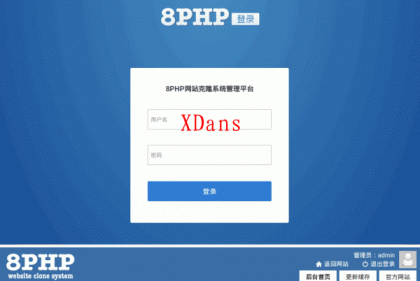 8PHP 登录
8PHP网站克隆系统管理平台
用户名
XDans
密码
登录
8PHP
website clone system
管理员：admin
返回网站 退出登录
后台首页 更新缓存 官方网站